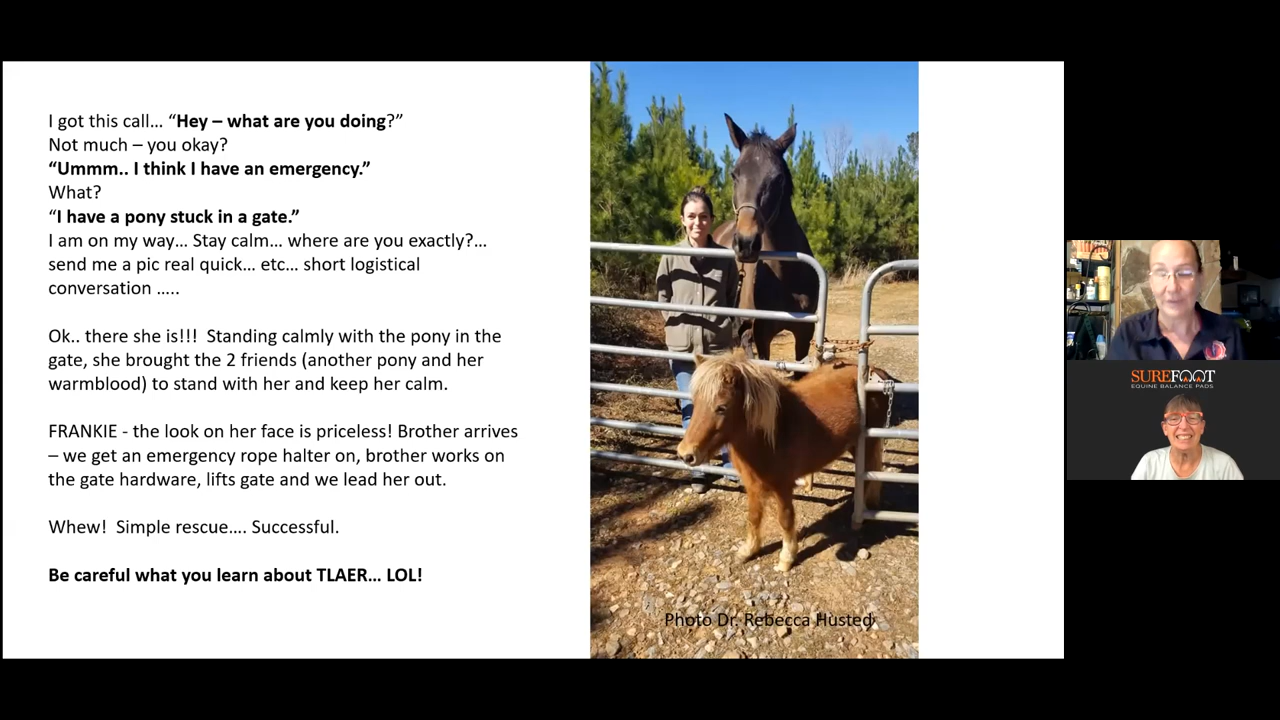 I got this call… “Hey – what are you doing?”
Not much – you okay?
“Ummm.. I think I have an emergency.”
What?
“I have a pony stuck in a gate.”
I am on my way… Stay calm… where are you exactly?…
send me a pic real quick… etc… short logistical
conversation …..
Ok.. there she is!!!  Standing calmly with the pony in the
gate, she brought the 2 friends (another pony and her
warmblood) to stand with her and keep her calm.
FRANKIE - the look on her face is priceless! Brother arrives
– we get an emergency rope halter on, brother works on
the gate hardware, lifts gate and we lead her out.
Whew!  Simple rescue…. Successful.
Be careful what you learn about TLAER… LOL!
Photo Dr. Rebecca Husted
SUREFOOT
EQUINE BALANCE PADS